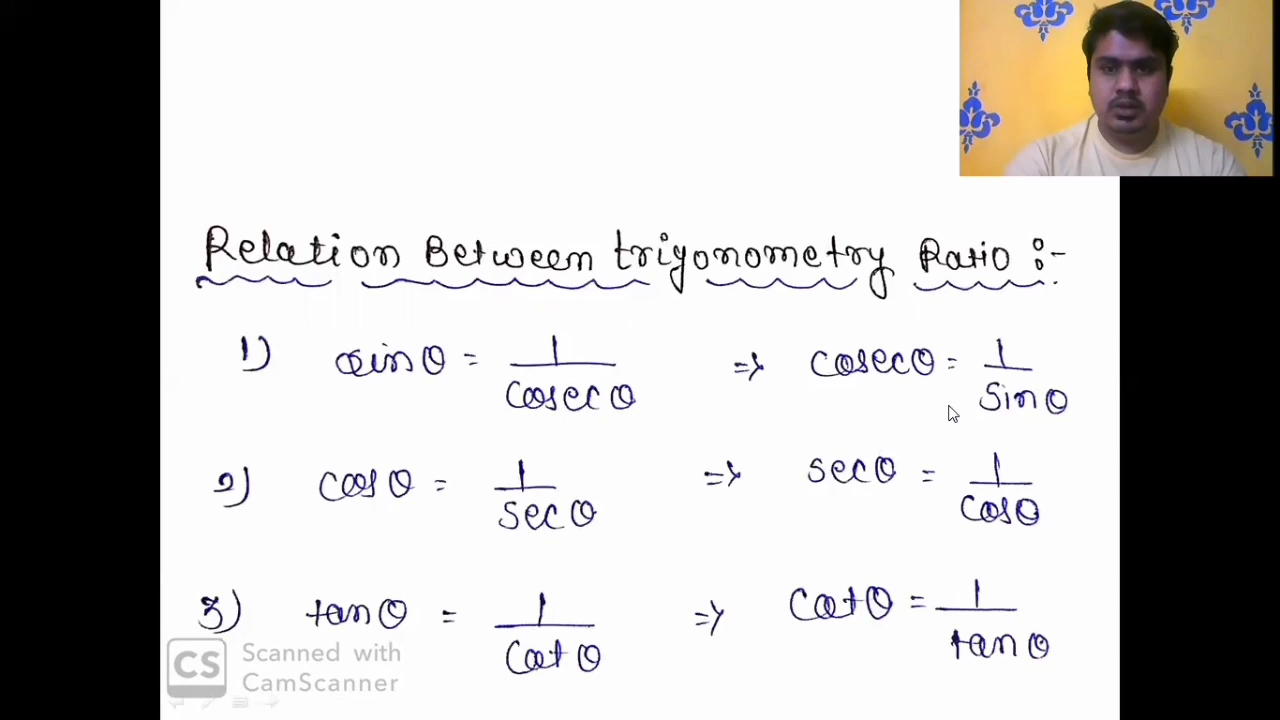 Relation Between trigonometry Ratio :-
1) sinθ = 1/cosecθ => cosecθ = 1/sinθ
2) cosθ = 1/secθ => secθ = 1/cosθ
3) tanθ = 1/cotθ => cotθ = 1/tanθ
CS Scanned with
CamScanner